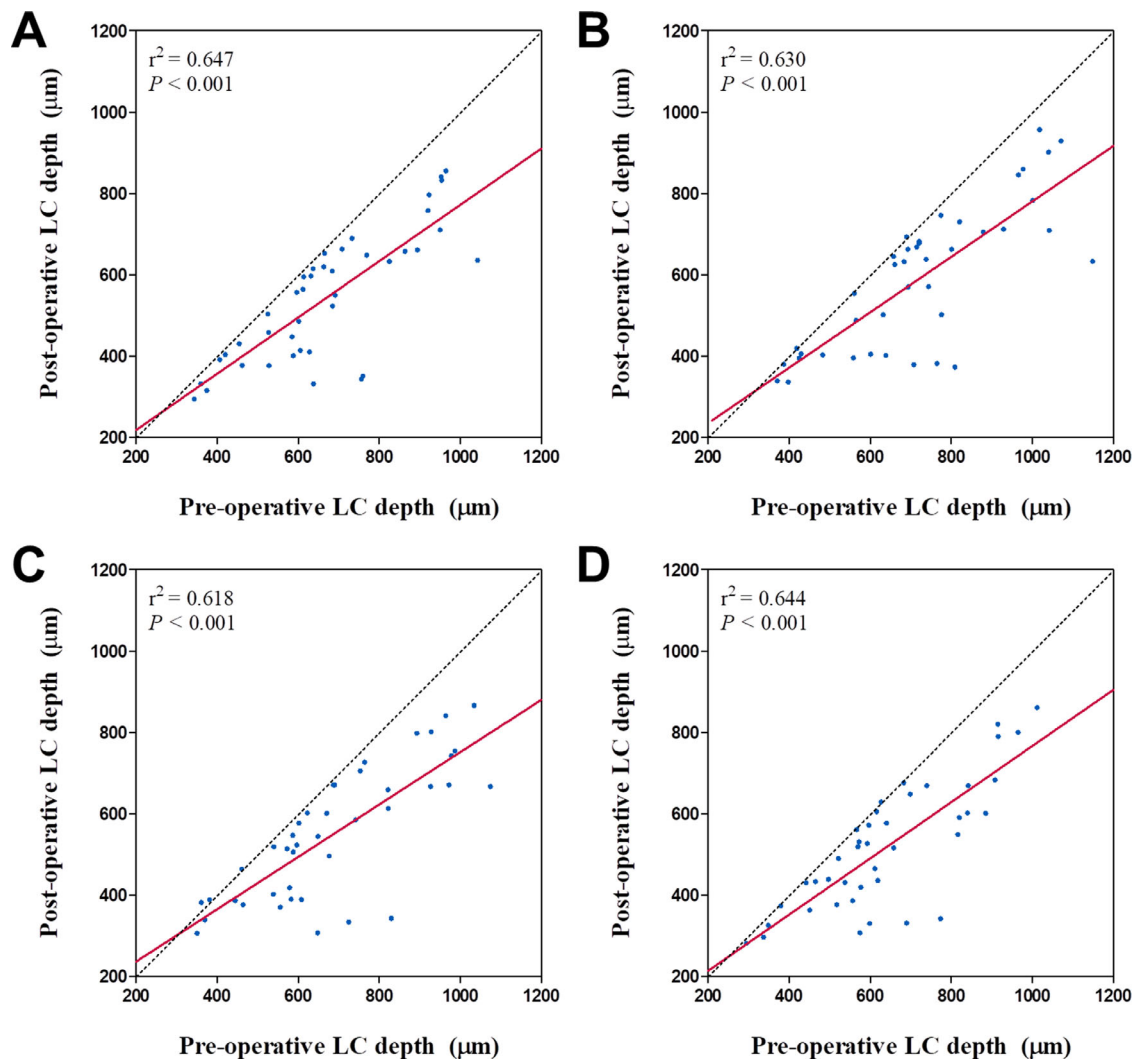 A
r² = 0.647
P < 0.001
Post-operative LC depth (μm)
1200
1000
800
600
400
200
200 400 600 800 1000 1200
Pre-operative LC depth (μm)
B
r² = 0.630
P < 0.001
Post-operative LC depth (μm)
1200
1000
800
600
400
200
200 400 600 800 1000 1200
Pre-operative LC depth (μm)
C
r² = 0.618
P < 0.001
Post-operative LC depth (μm)
1200
1000
800
600
400
200
200 400 600 800 1000 1200
Pre-operative LC depth (μm)
D
r² = 0.644
P < 0.001
Post-operative LC depth (μm)
1200
1000
800
600
400
200
200 400 600 800 1000 1200
Pre-operative LC depth (μm)